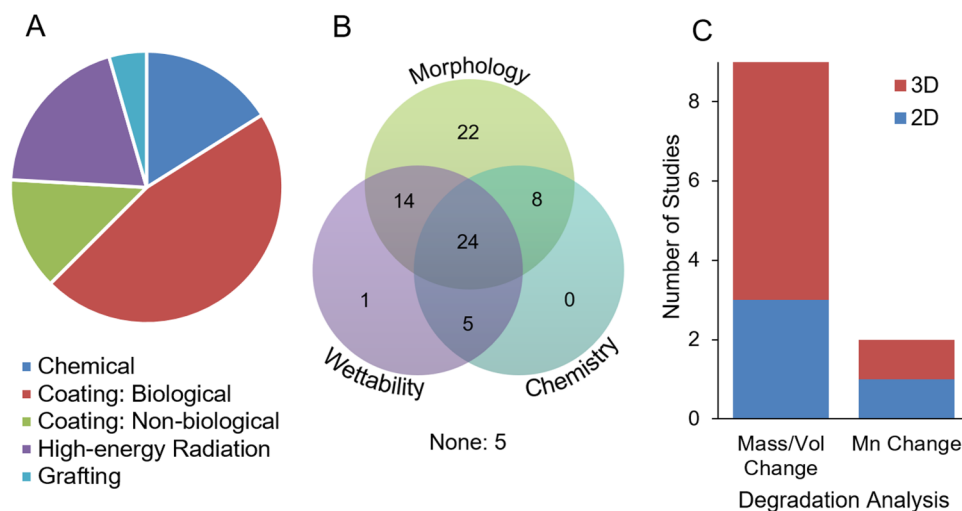 A
Chemical
Coating: Biological
Coating: Non-biological
High-energy Radiation
Grafting
B
Morphology
22
14
8
24
1
0
5
Wettability
Chemistry
None: 5
C
3D
2D
Number of Studies
8
6
4
2
0
Mass/Vol
Change
Mn Change
Degradation Analysis